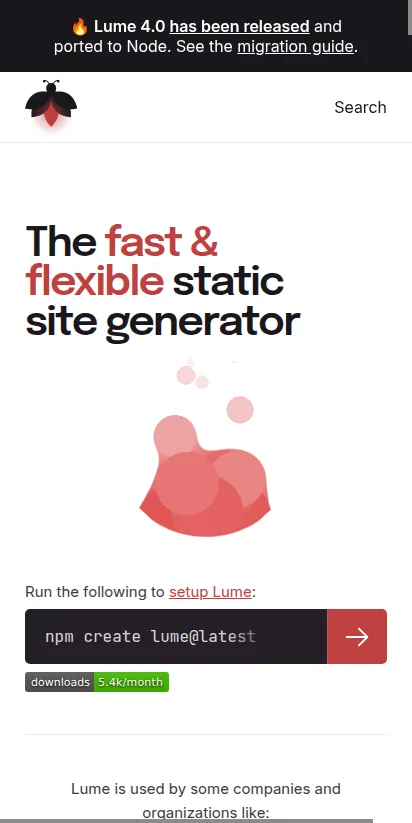 🔥 Lume 4.0 has been released and
ported to Node. See the migration guide.
Search
The fast &
flexible static
site generator
Run the following to setup Lume:
npm create lume@latest
downloads 5.4k/month
Lume is used by some companies and
organizations like: